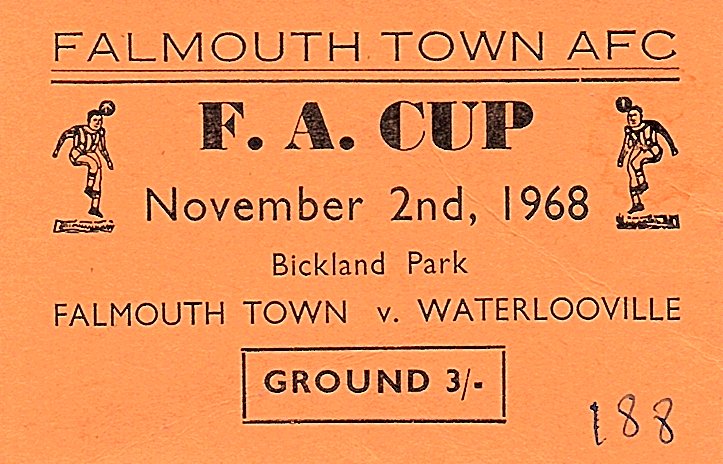 FALMOUTH TOWN AFC
F. A. CUP
November 2nd, 1968
Bickland Park
FALMOUTH TOWN v. WATERLOOVILLE
GROUND 3/-
188